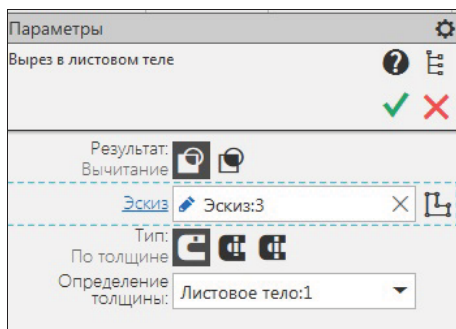 Параметры
Вырез в листовом теле
Результат:
Вычитание
Эскиз Эскиз:3
Тип:
По толщине
Определение
толщины: Листовое тело:1